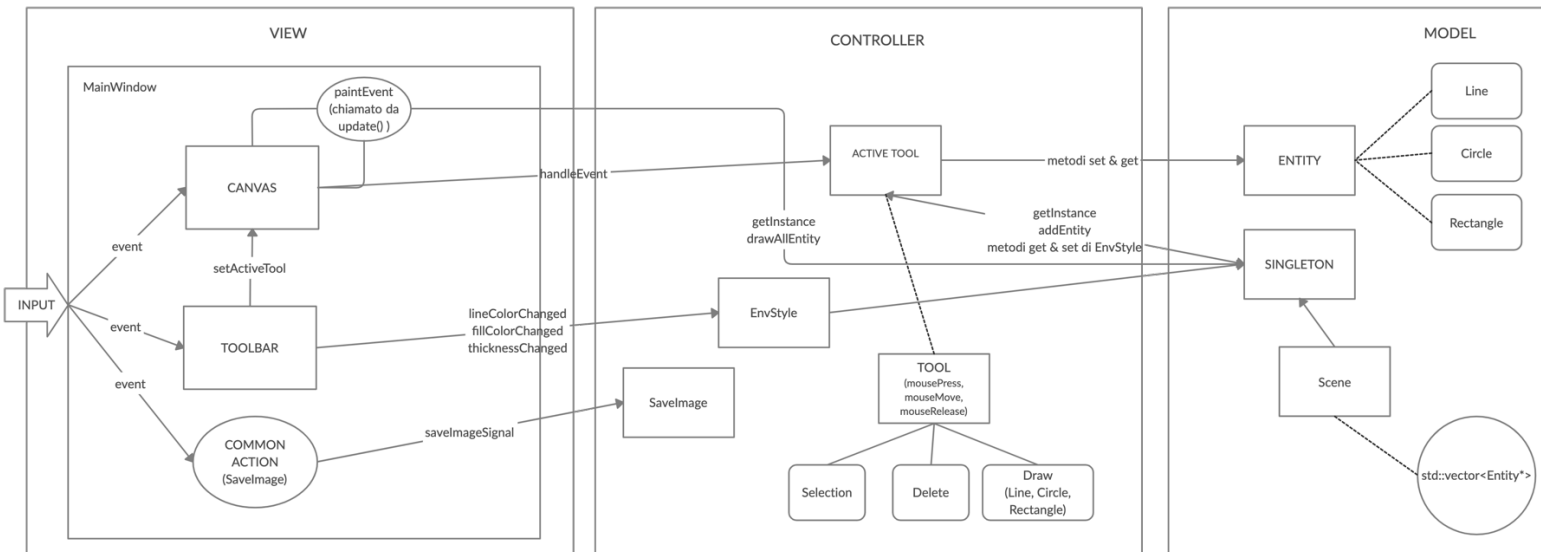 VIEW
CONTROLLER
MODEL
MainWindow
paintEvent
(chiamato da
update() )
CANVAS
handleEvent
event
setActiveTool
INPUT
event
TOOLBAR
lineColorChanged
fillColorChanged
thicknessChanged
event
COMMON
ACTION
(SaveImage)
saveImageSignal
ACTIVE TOOL
metodi set & get
getInstance
drawAllEntity
getInstance
addEntity
metodi get & set di EnvStyle
EnvStyle
SaveImage
TOOL
(mousePress,
mouseMove,
mouseRelease)
Selection
Delete
Draw
(Line, Circle,
Rectangle)
ENTITY
Line
Circle
Rectangle
SINGLETON
Scene
std::vector<Entity*>